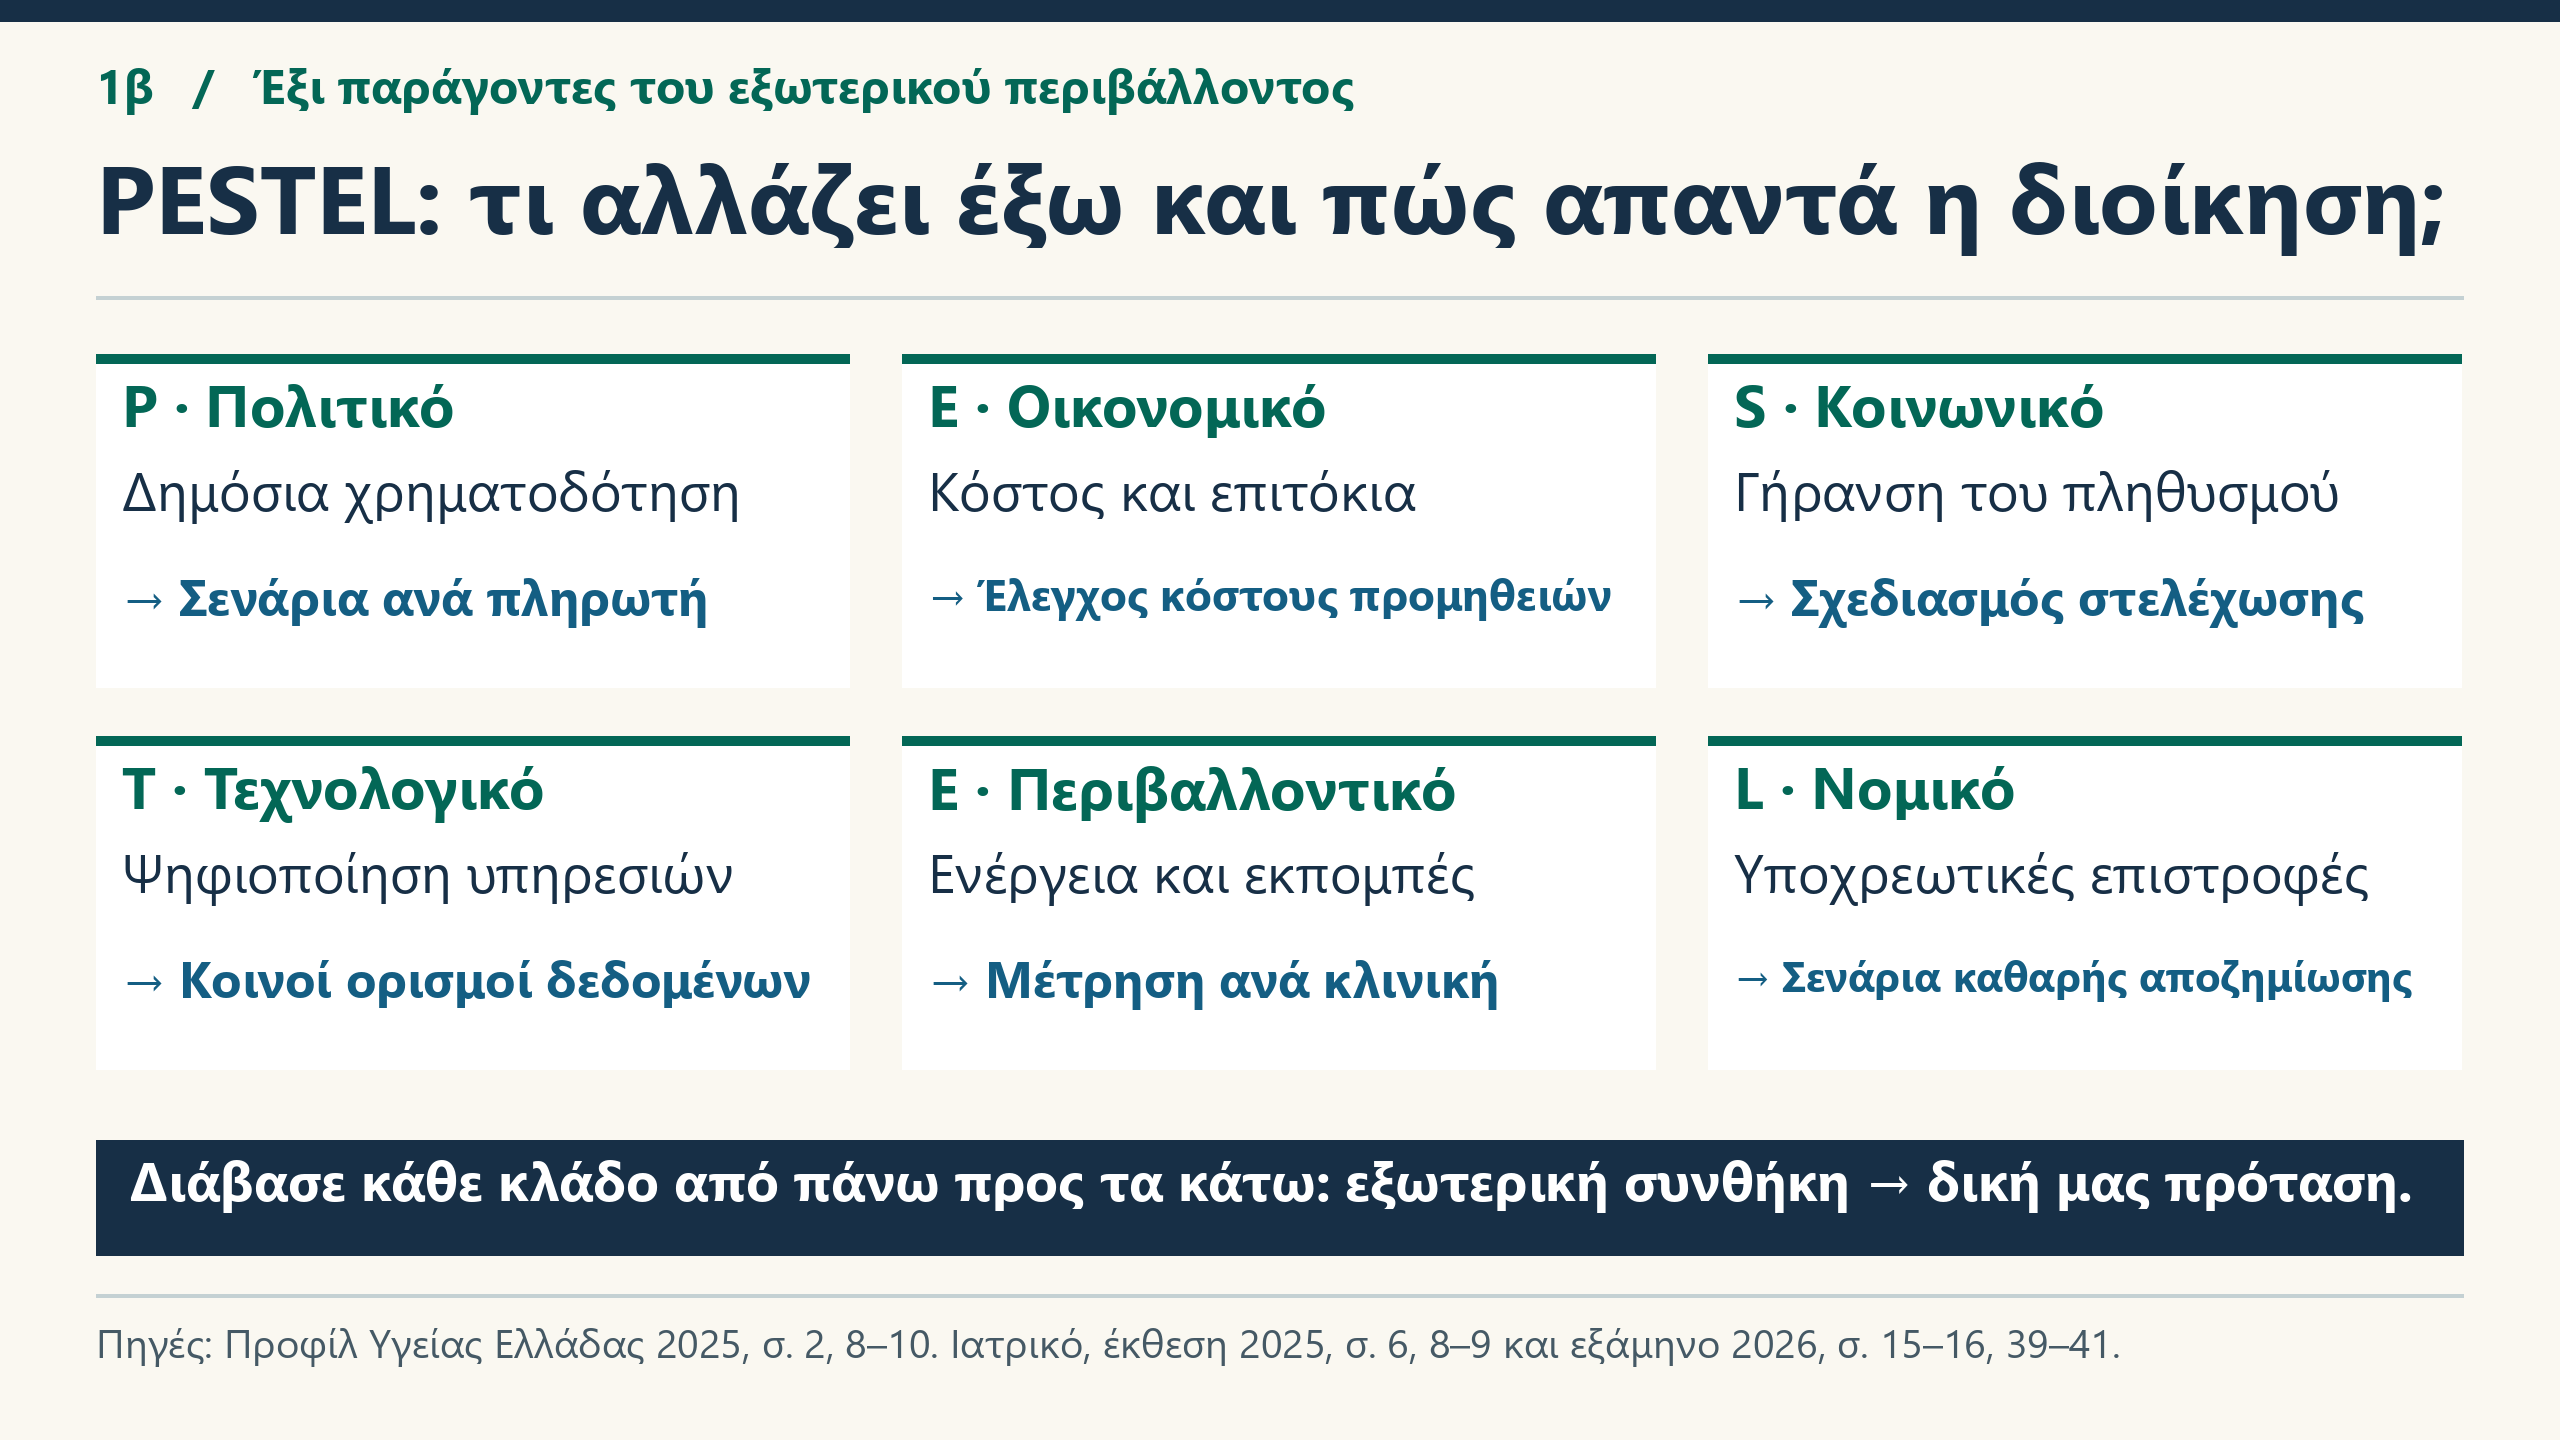 1β / Έξι παράγοντες του εξωτερικού περιβάλλοντος
PESTEL: τι αλλάζει έξω και πώς απαντά η διοίκηση;
P · Πολιτικό
Δημόσια χρηματοδότηση
→ Σενάρια ανά πληρωτή
E · Οικονομικό
Κόστος και επιτόκια
→ Έλεγχος κόστους προμηθειών
S · Κοινωνικό
Γήρανση του πληθυσμού
→ Σχεδιασμός στελέχωσης
T · Τεχνολογικό
Ψηφιοποίηση υπηρεσιών
→ Κοινοί ορισμοί δεδομένων
E · Περιβαλλοντικό
Ενέργεια και εκπομπές
→ Μέτρηση ανά κλινική
L · Νομικό
Υποχρεωτικές επιστροφές
→ Σενάρια καθαρής αποζημίωσης
Διάβασε κάθε κλάδο από πάνω προς τα κάτω: εξωτερική συνθήκη → δική μας πρόταση.
Πηγές: Προφίλ Υγείας Ελλάδας 2025, σ. 2, 8–10. Ιατρικό, έκθεση 2025, σ. 6, 8–9 και εξάμηνο 2026, σ. 15–16, 39–41.